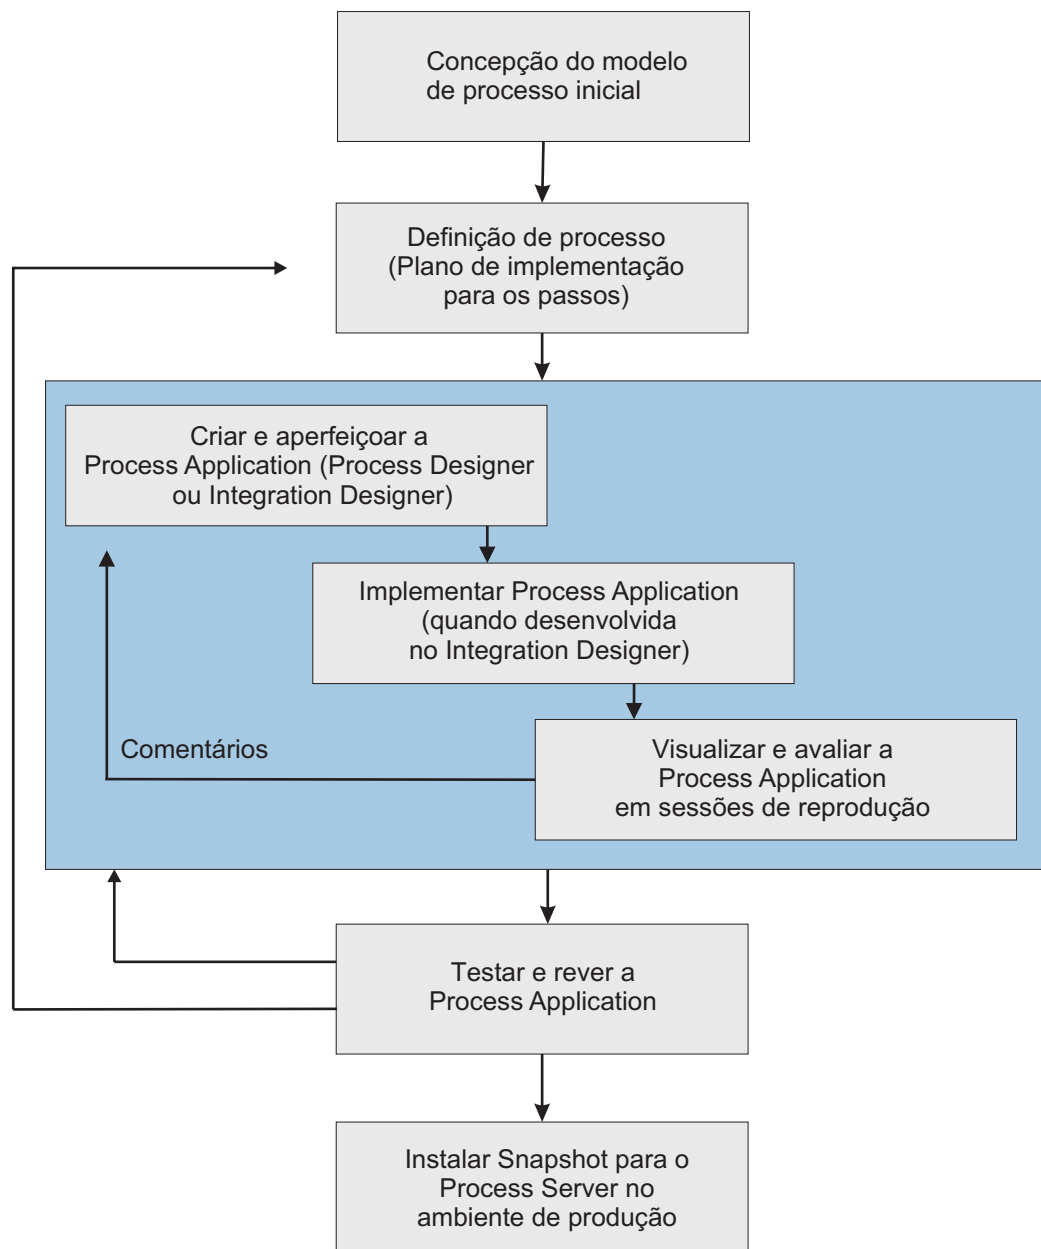 Concepção do modelo
de processo inicial
Definição de processo
(Plano de implementação
para os passos)
Criar e aperfeiçoar a
Process Application (Process Designer
ou Integration Designer)
Implementar Process Application
(quando desenvolvida
no Integration Designer)
Comentários
Visualizar e avaliar a
Process Application
em sessões de reprodução
Testar e rever a
Process Application
Instalar Snapshot para o
Process Server no
ambiente de produção